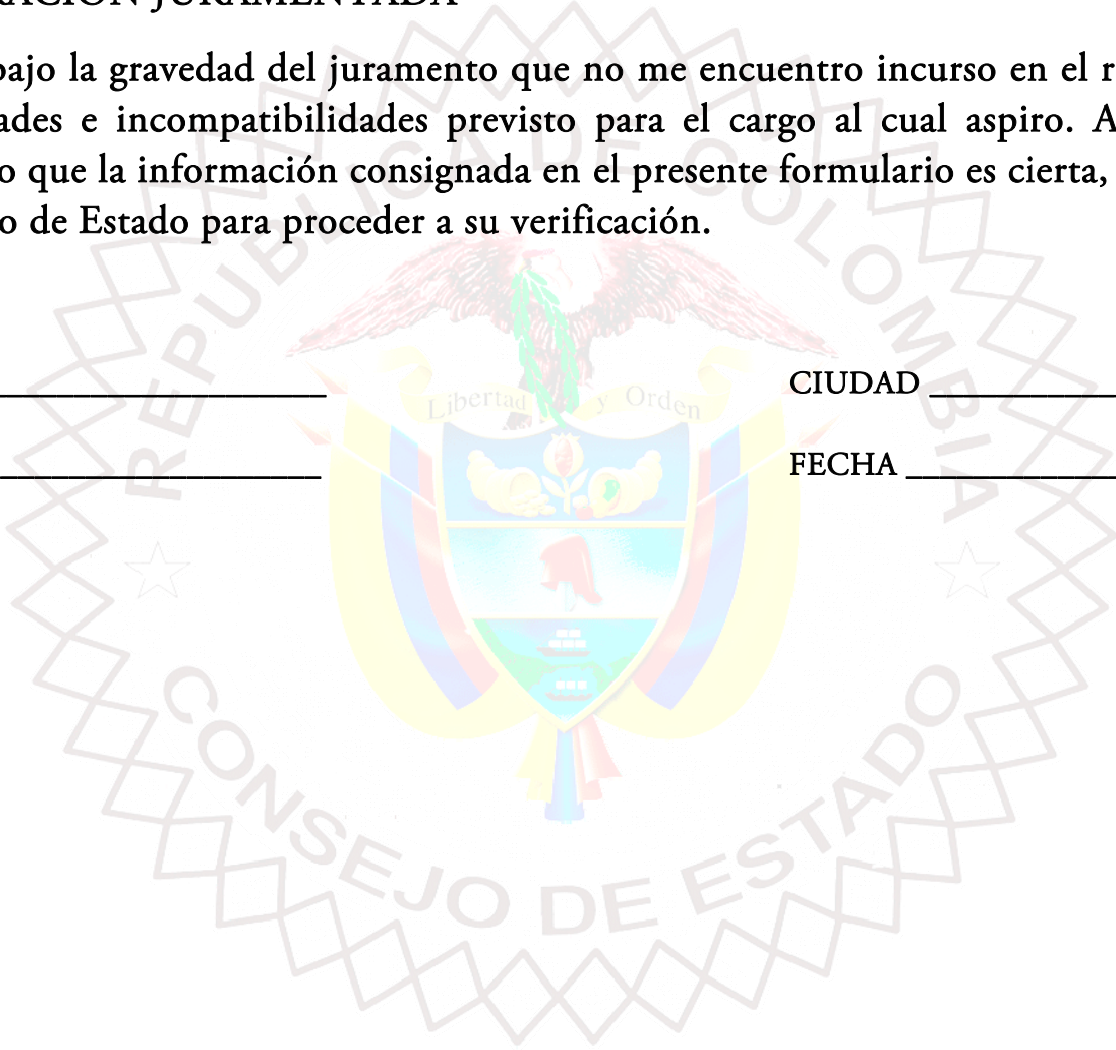 RACIÓN JURAMENTADA
bajo la gravedad del juramento que no me encuentro incurso en el r
ades e incompatibilidades previsto para el cargo al cual aspiro. A
o que la información consignada en el presente formulario es cierta,
o de Estado para proceder a su verificación.
REPUBLICA DE COLOMBIA
Libertad y Orden
CIUDAD
FECHA
CONSEJO DE ESTADO